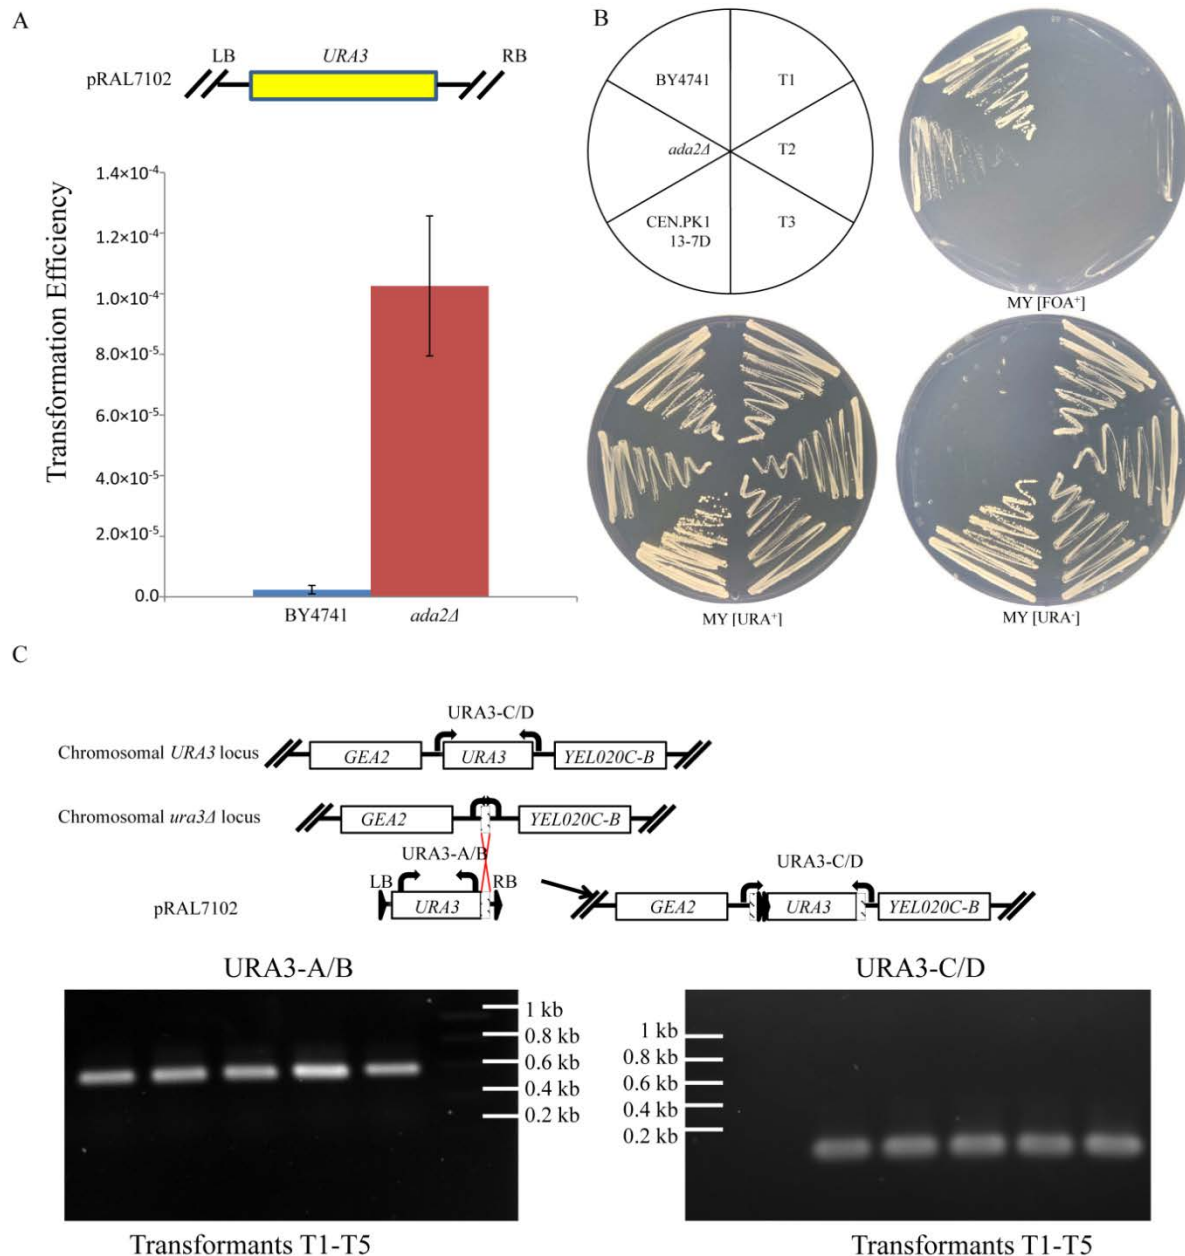 A
LB URA3 RB
pRAL7102
Transformation Efficiency
1.4×10⁻⁴
1.2×10⁻⁴
1.0×10⁻⁴
8.0×10⁻⁵
6.0×10⁻⁵
4.0×10⁻⁵
2.0×10⁻⁵
0.0
BY4741 ada2Δ
B
BY4741 T1
ada2Δ T2
CEN.PK1 T3
13-7D
MY [FOA⁺]
MY [URA⁺]
MY [URA⁻]
C
URA3-C/D
Chromosomal URA3 locus
GEA2 URA3 YEL020C-B
Chromosomal ura3Δ locus
GEA2 YEL020C-B
URA3-A/B
LB RB
pRAL7102
URA3
URA3-C/D
GEA2 URA3 YEL020C-B
URA3-A/B
1 kb
0.8 kb
0.6 kb
0.4 kb
0.2 kb
Transformants T1-T5
URA3-C/D
1 kb
0.8 kb
0.6 kb
0.4 kb
0.2 kb
Transformants T1-T5